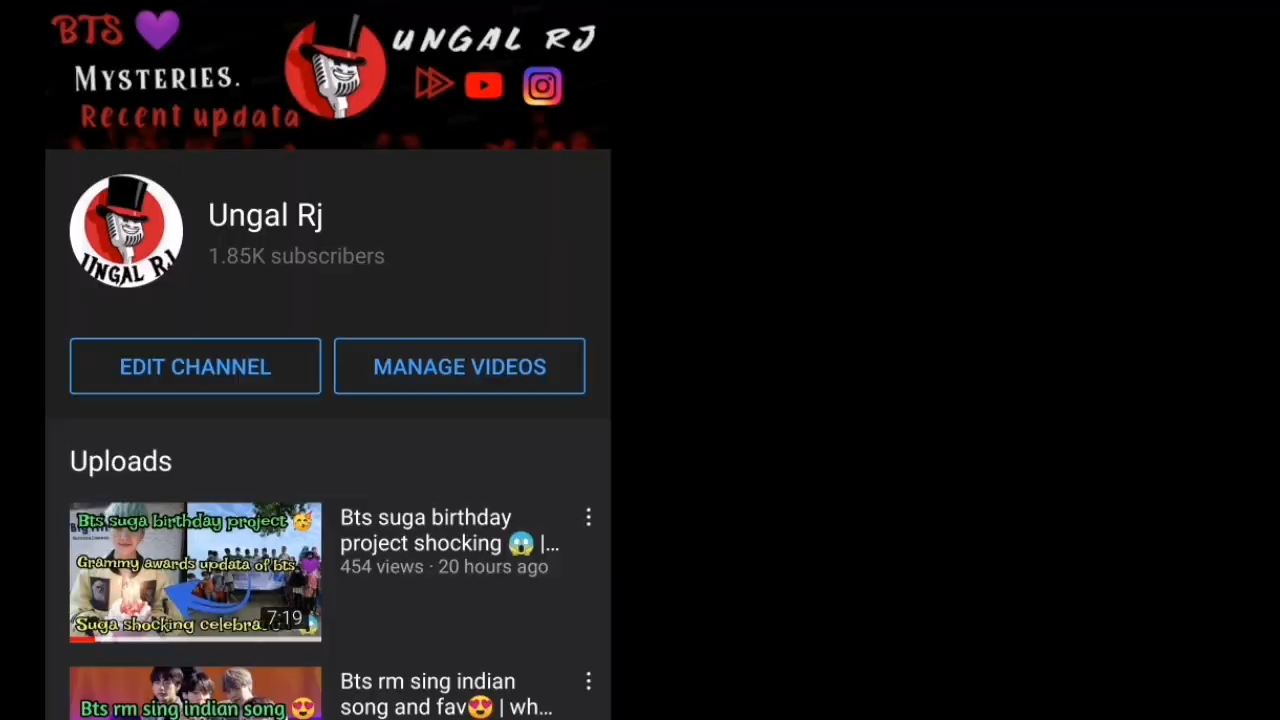 BTS 💜
MYSTERIES.
Recent updata
UNGAL RJ
UNGAL RJ
Ungal Rj
1.85K subscribers
EDIT CHANNEL
MANAGE VIDEOS
Uploads
Bts suga birthday project 🥳
Grammy awards updata of bts 💜
Suga shocking celebra
7:19
Bts suga birthday
project shocking 😱 |...
454 views · 20 hours ago
Bts rm sing indian song 😍
Bts rm sing indian
song and fav😍 | wh...